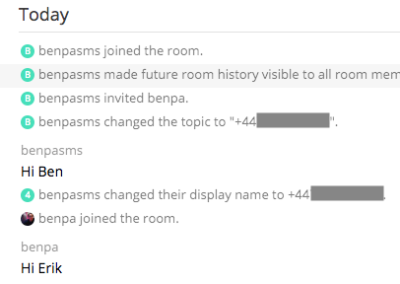 Today
B benpasms joined the room.
B benpasms made future room history visible to all room mem
B benpasms invited benpa.
B benpasms changed the topic to "+44 ".
benpasms
Hi Ben
4 benpasms changed their display name to +44 .
benpa joined the room.
benpa
Hi Erik